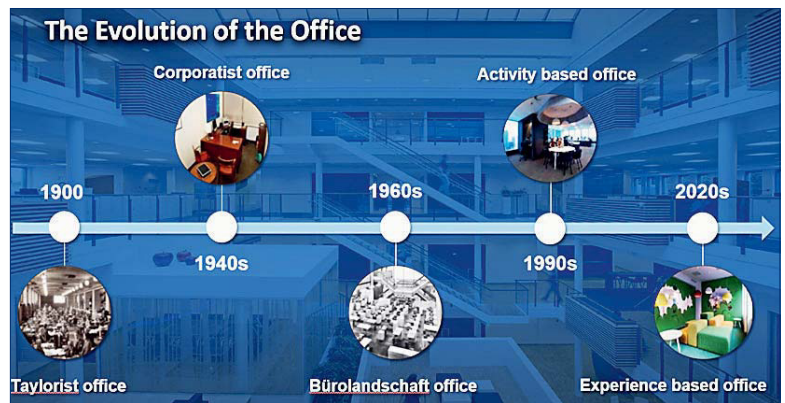 The Evolution of the Office
Corporatist office
Activity based office
1900
1960s
2020s
1940s
1990s
Taylorist office
Bürolandschaft office
Experience based office